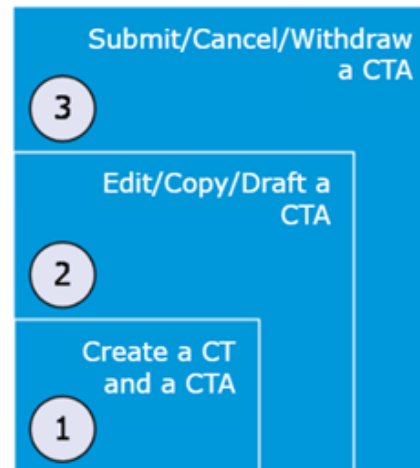 Submit/Cancel/Withdraw
a CTA
3
Edit/Copy/Draft a
CTA
2
Create a CT
and a CTA
1